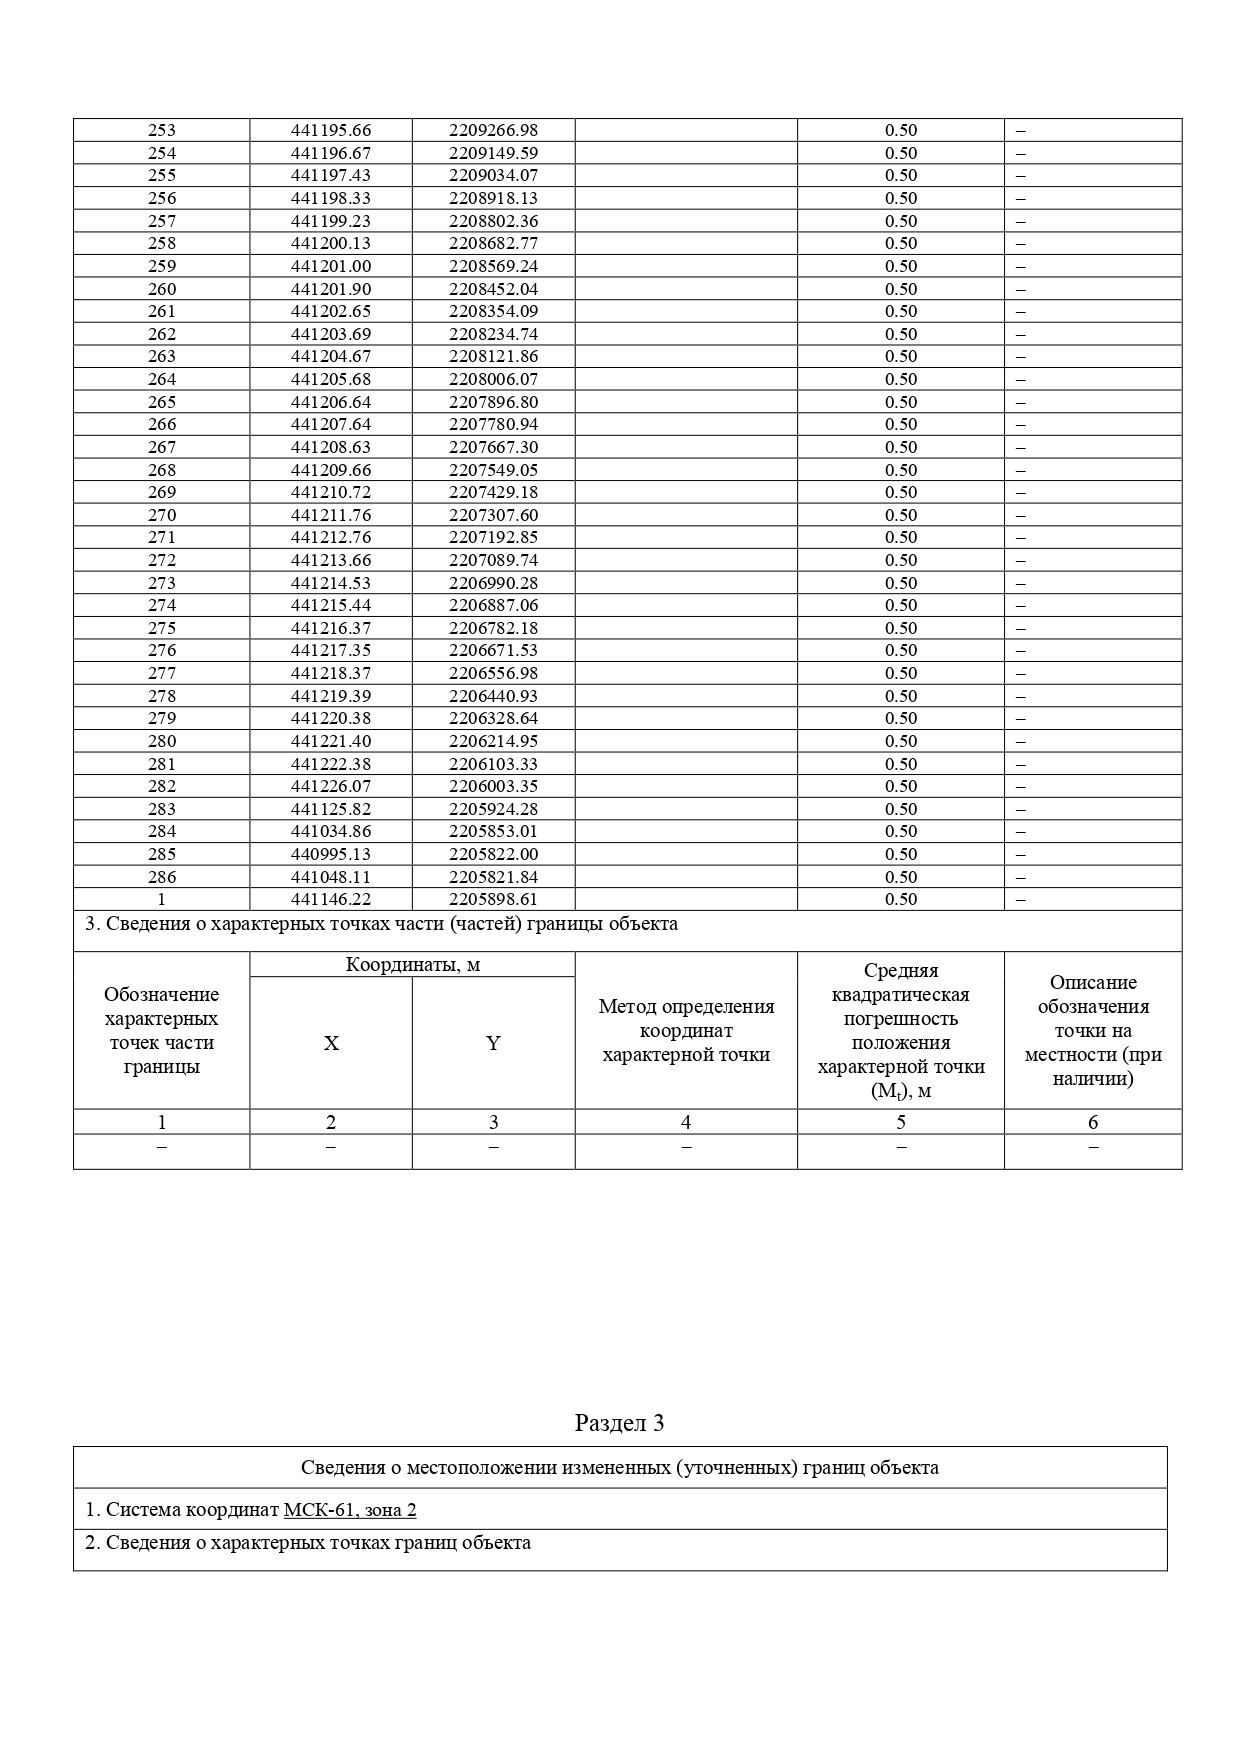 253 441195.66 2209266.98 0.50 –
254 441196.67 2209149.59 0.50 –
255 441197.43 2209034.07 0.50 –
256 441198.33 2208918.13 0.50 –
257 441199.23 2208802.36 0.50 –
258 441200.13 2208682.77 0.50 –
259 441201.00 2208569.24 0.50 –
260 441201.90 2208452.04 0.50 –
261 441202.65 2208354.09 0.50 –
262 441203.69 2208234.74 0.50 –
263 441204.67 2208121.86 0.50 –
264 441205.68 2208006.07 0.50 –
265 441206.64 2207896.80 0.50 –
266 441207.64 2207780.94 0.50 –
267 441208.63 2207667.30 0.50 –
268 441209.66 2207549.05 0.50 –
269 441210.72 2207429.18 0.50 –
270 441211.76 2207307.60 0.50 –
271 441212.76 2207192.85 0.50 –
272 441213.66 2207089.74 0.50 –
273 441214.53 2206990.28 0.50 –
274 441215.44 2206887.06 0.50 –
275 441216.37 2206782.18 0.50 –
276 441217.35 2206671.53 0.50 –
277 441218.37 2206556.98 0.50 –
278 441219.39 2206440.93 0.50 –
279 441220.38 2206328.64 0.50 –
280 441221.40 2206214.95 0.50 –
281 441222.38 2206103.33 0.50 –
282 441226.07 2206003.35 0.50 –
283 441125.82 2205924.28 0.50 –
284 441034.86 2205853.01 0.50 –
285 440995.13 2205822.00 0.50 –
286 441048.11 2205821.84 0.50 –
1 441146.22 2205898.61 0.50 –
3. Сведения о характерных точках части (частей) границы объекта
Обозначение
характерных
точек части
границы
Координаты, м
X Y
Метод определения
координат
характерной точки
Средняя
квадратическая
погрешность
положения
характерной точки
(Mt), м
Описание
обозначения
точки на
местности (при
наличии)
1 2 3 4 5 6
– – – – – –
Раздел 3
Сведения о местоположении измененных (уточненных) границ объекта
1. Система координат МСК-61, зона 2
2. Сведения о характерных точках границ объекта